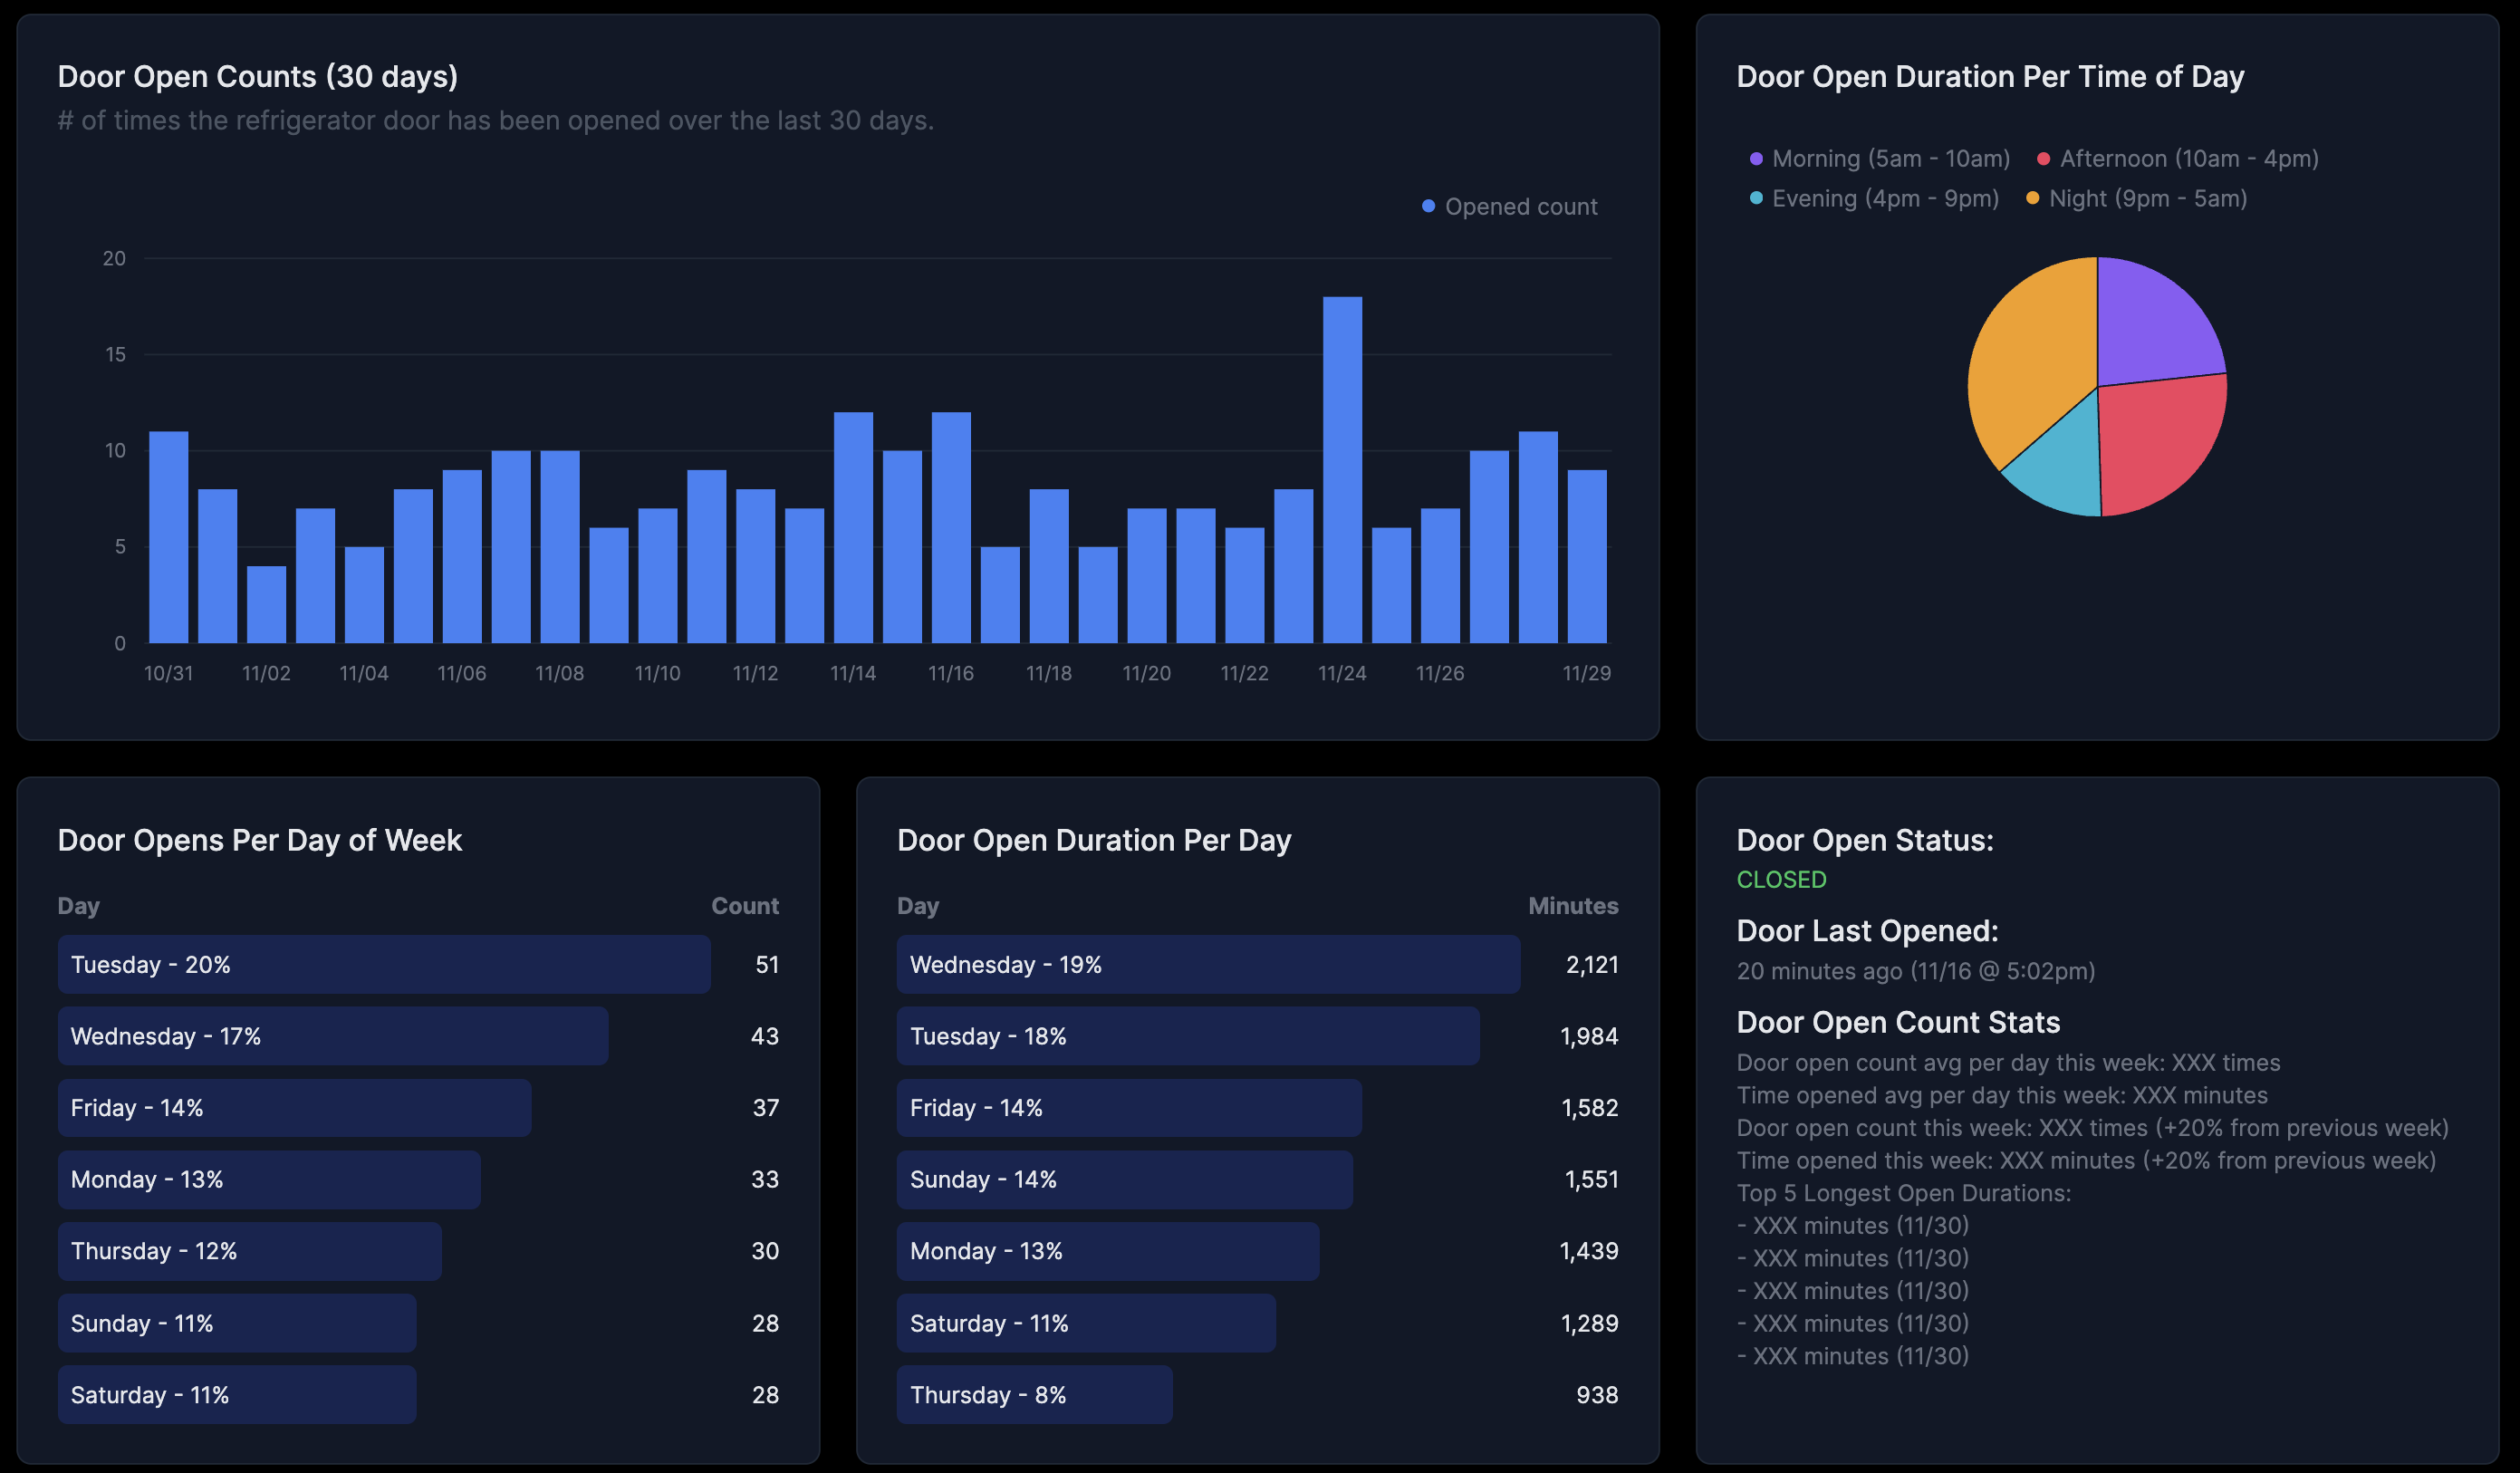 Door Open Counts (30 days)
# of times the refrigerator door has been opened over the last 30 days.
Opened count
20
15
10
5
0
10/31 11/02 11/04 11/06 11/08 11/10 11/12 11/14 11/16 11/18 11/20 11/22 11/24 11/26 11/29
Door Open Duration Per Time of Day
Morning (5am - 10am) Afternoon (10am - 4pm)
Evening (4pm - 9pm) Night (9pm - 5am)
Door Opens Per Day of Week
Day Count
Tuesday - 20% 51
Wednesday - 17% 43
Friday - 14% 37
Monday - 13% 33
Thursday - 12% 30
Sunday - 11% 28
Saturday - 11% 28
Door Open Duration Per Day
Day Minutes
Wednesday - 19% 2,121
Tuesday - 18% 1,984
Friday - 14% 1,582
Sunday - 14% 1,551
Monday - 13% 1,439
Saturday - 11% 1,289
Thursday - 8% 938
Door Open Status:
CLOSED
Door Last Opened:
20 minutes ago (11/16 @ 5:02pm)
Door Open Count Stats
Door open count avg per day this week: XXX times
Time opened avg per day this week: XXX minutes
Door open count this week: XXX times (+20% from previous week)
Time opened this week: XXX minutes (+20% from previous week)
Top 5 Longest Open Durations:
- XXX minutes (11/30)
- XXX minutes (11/30)
- XXX minutes (11/30)
- XXX minutes (11/30)
- XXX minutes (11/30)